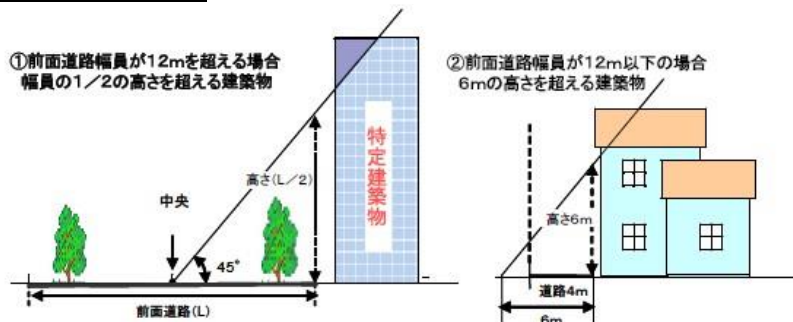 ①前面道路幅員が12mを超える場合
幅員の1/2の高さを超える建築物
特定建築物
高さ(L/2)
中央
45°
前面道路(L)
②前面道路幅員が12m以下の場合
6mの高さを超える建築物
高さ6m
道路4m
6m